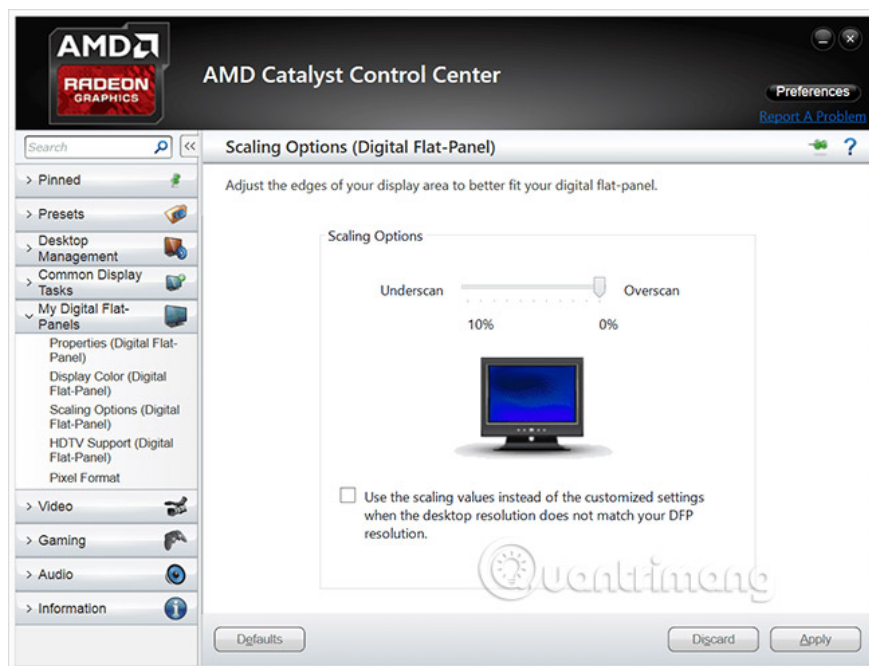 AMD
RADEON
GRAPHICS
AMD Catalyst Control Center
Preferences
Report A Problem
Search
<<
Scaling Options (Digital Flat-Panel)
?
> Pinned
> Presets
> Desktop
Management
> Common Display
Tasks
My Digital Flat-
Panels
Properties (Digital Flat-
Panel)
Display Color (Digital
Flat-Panel)
Scaling Options (Digital
Flat-Panel)
HDTV Support (Digital
Flat-Panel)
Pixel Format
> Video
> Gaming
> Audio
> Information
Adjust the edges of your display area to better fit your digital flat-panel.
Scaling Options
Underscan
Overscan
10%
0%
Use the scaling values instead of the customized settings
when the desktop resolution does not match your DFP
resolution.
Quantrimang
Defaults
Discard
Apply